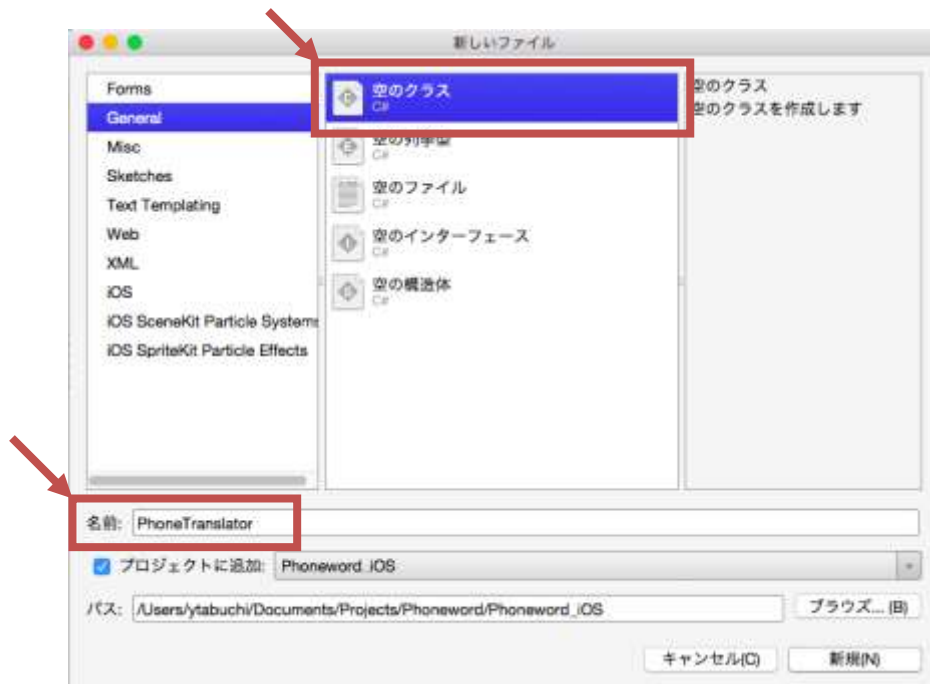 新しいファイル
Forms
General
Misc
Sketches
Text Templating
Web
XML
iOS
iOS SceneKit Particle Systems
iOS SpriteKit Particle Effects
空のクラス
C#
空の列挙型
C#
空のファイル
C#
空のインターフェース
C#
空の構造体
C#
空のクラス
空のクラスを作成します
名前: PhoneTranslator
プロジェクトに追加: Phoneword_iOS
パス: /Users/ytabuchi/Documents/Projects/Phoneword/Phoneword_iOS ブラウズ... (B)
キャンセル(C) 新規(N)